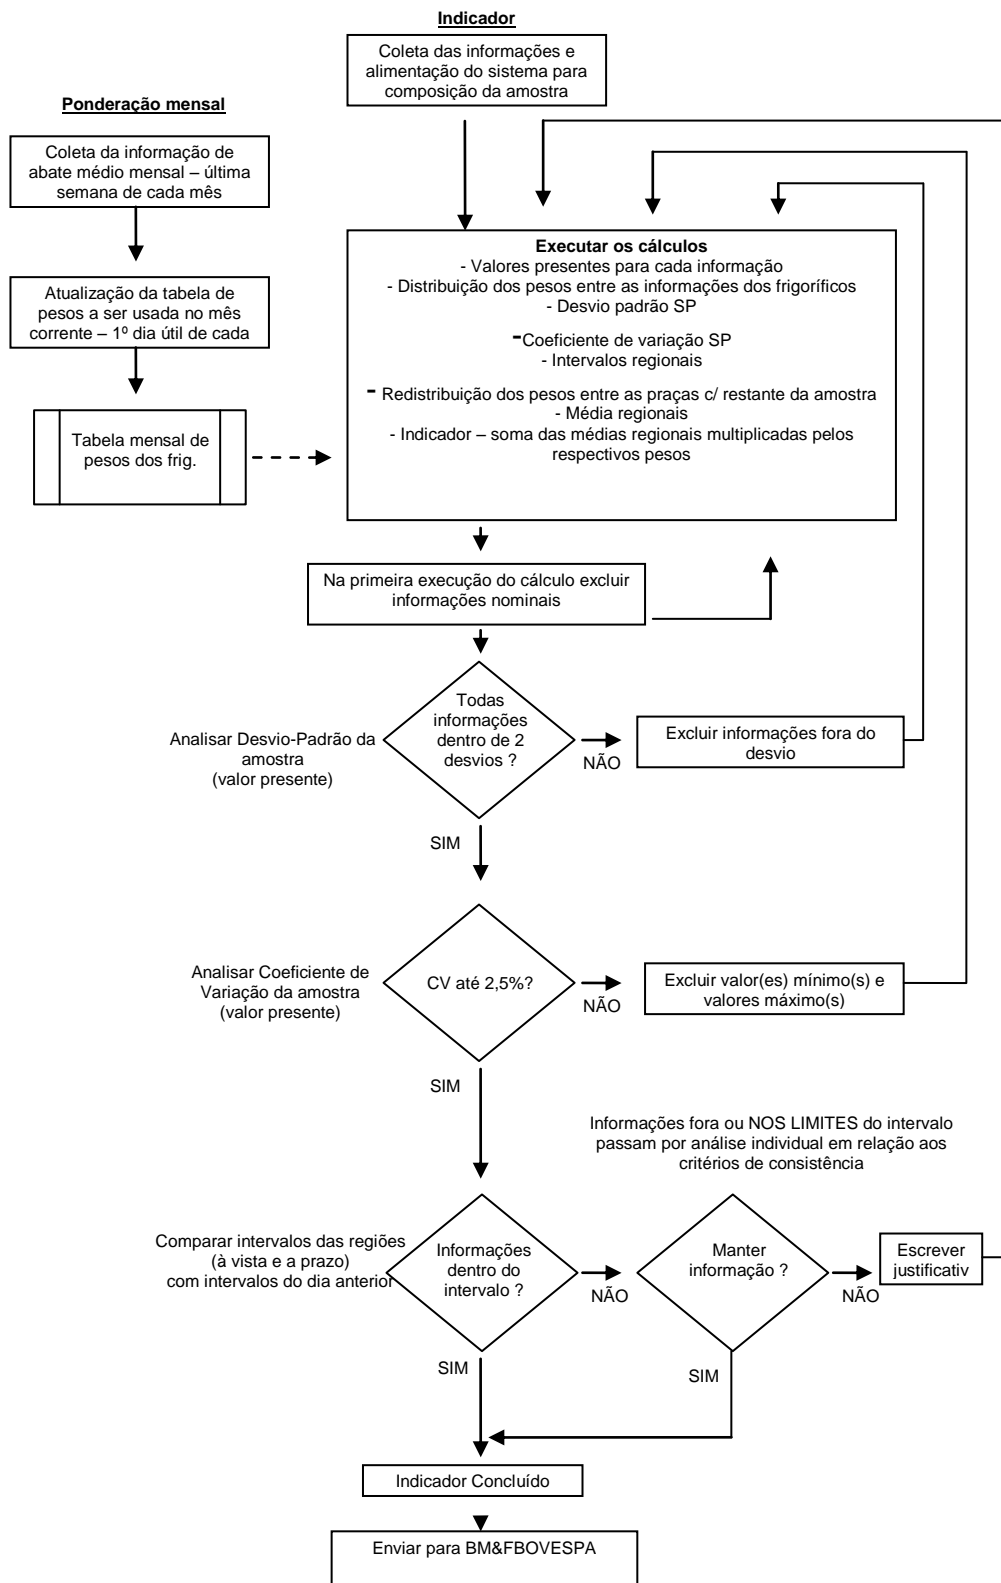 Indicador
Coleta das informações e
alimentação do sistema para
composição da amostra
Ponderação mensal
Coleta da informação de
abate médio mensal – última
semana de cada mês
Atualização da tabela de
pesos a ser usada no mês
corrente – 1º dia útil de cada
Tabela mensal de
pesos dos frig.
Executar os cálculos
- Valores presentes para cada informação
- Distribuição dos pesos entre as informações dos frigoríficos
- Desvio padrão SP
- Coeficiente de variação SP
- Intervalos regionais
- Redistribuição dos pesos entre as praças c/ restante da amostra
- Média regionais
- Indicador – soma das médias regionais multiplicadas pelos
respectivos pesos
Na primeira execução do cálculo excluir
informações nominais
Analisar Desvio-Padrão da
amostra
(valor presente)
Todas
informações
dentro de 2
desvios ?
NÃO
Excluir informações fora do
desvio
SIM
Analisar Coeficiente de
Variação da amostra
(valor presente)
CV até 2,5%?
NÃO
Excluir valor(es) mínimo(s) e
valores máximo(s)
SIM
Informações fora ou NOS LIMITES do intervalo
passam por análise individual em relação aos
critérios de consistência
Comparar intervalos das regiões
(à vista e a prazo)
com intervalos do dia anterior
Informações
dentro do
intervalo ?
NÃO
Manter
informação ?
NÃO
Escrever
justificativ
SIM
SIM
Indicador Concluído
Enviar para BM&FBOVESPA